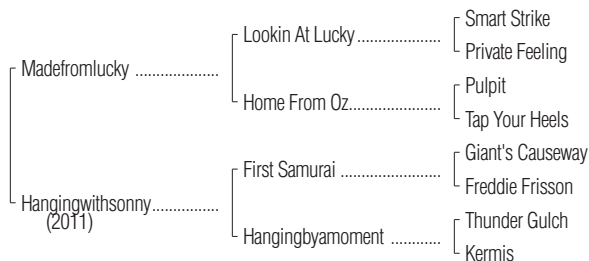 Smart Strike
Lookin At Lucky ....................
Private Feeling
Madefromlucky ....................
Pulpit
Home From Oz......................
Tap Your Heels
Giant's Causeway
First Samurai ........................
Freddie Frisson
Hangingwithsonny................
(2011)
Thunder Gulch
Hangingbyamoment ............
Kermis